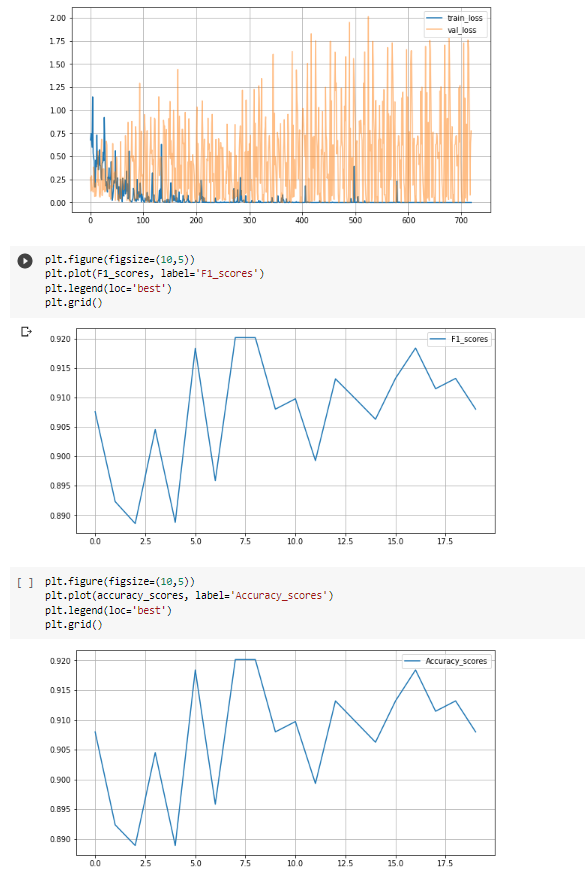 2.00
1.75
1.50
1.25
1.00
0.75
0.50
0.25
0.00
train_loss
val_loss
0 100 200 300 400 500 600 700
plt.figure(figsize=(10,5))
plt.plot(F1_scores, label='F1_scores')
plt.legend(loc='best')
plt.grid()
0.920
0.915
0.910
0.905
0.900
0.895
0.890
F1_scores
0.0 2.5 5.0 7.5 10.0 12.5 15.0 17.5
[ ] plt.figure(figsize=(10,5))
plt.plot(accuracy_scores, label='Accuracy_scores')
plt.legend(loc='best')
plt.grid()
0.920
0.915
0.910
0.905
0.900
0.895
0.890
Accuracy_scores
0.0 2.5 5.0 7.5 10.0 12.5 15.0 17.5